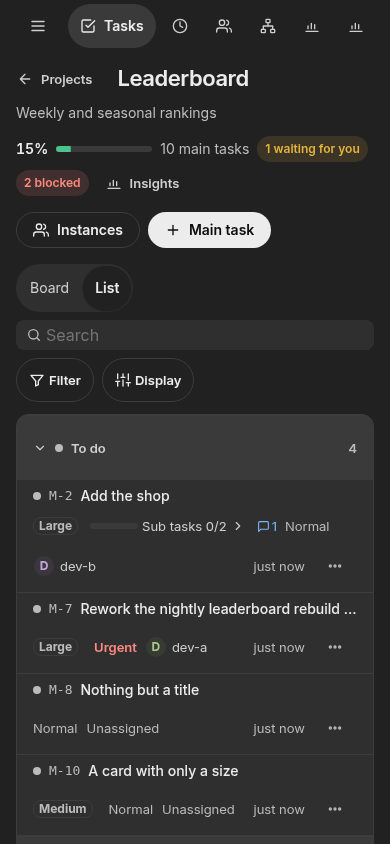 Tasks
Projects
Leaderboard
Weekly and seasonal rankings
15% 10 main tasks 1 waiting for you
2 blocked Insights
Instances Main task
Board List
Search
Filter Display
To do 4
M-2 Add the shop
Large Sub tasks 0/2 1 Normal
D dev-b just now
M-7 Rework the nightly leaderboard rebuild ...
Large Urgent D dev-a just now
M-8 Nothing but a title
Normal Unassigned just now
M-10 A card with only a size
Medium Normal Unassigned just now